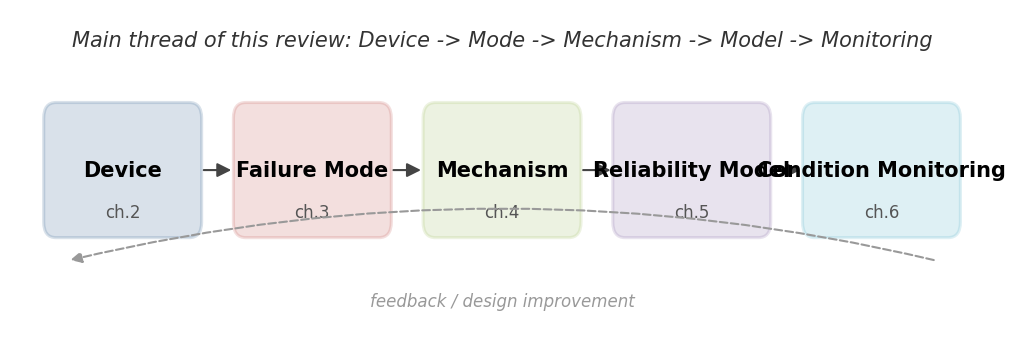 Main thread of this review: Device -> Mode -> Mechanism -> Model -> Monitoring
Device
ch.2
Failure Mode
ch.3
Mechanism
ch.4
Reliability Model
ch.5
Condition Monitoring
ch.6
feedback / design improvement